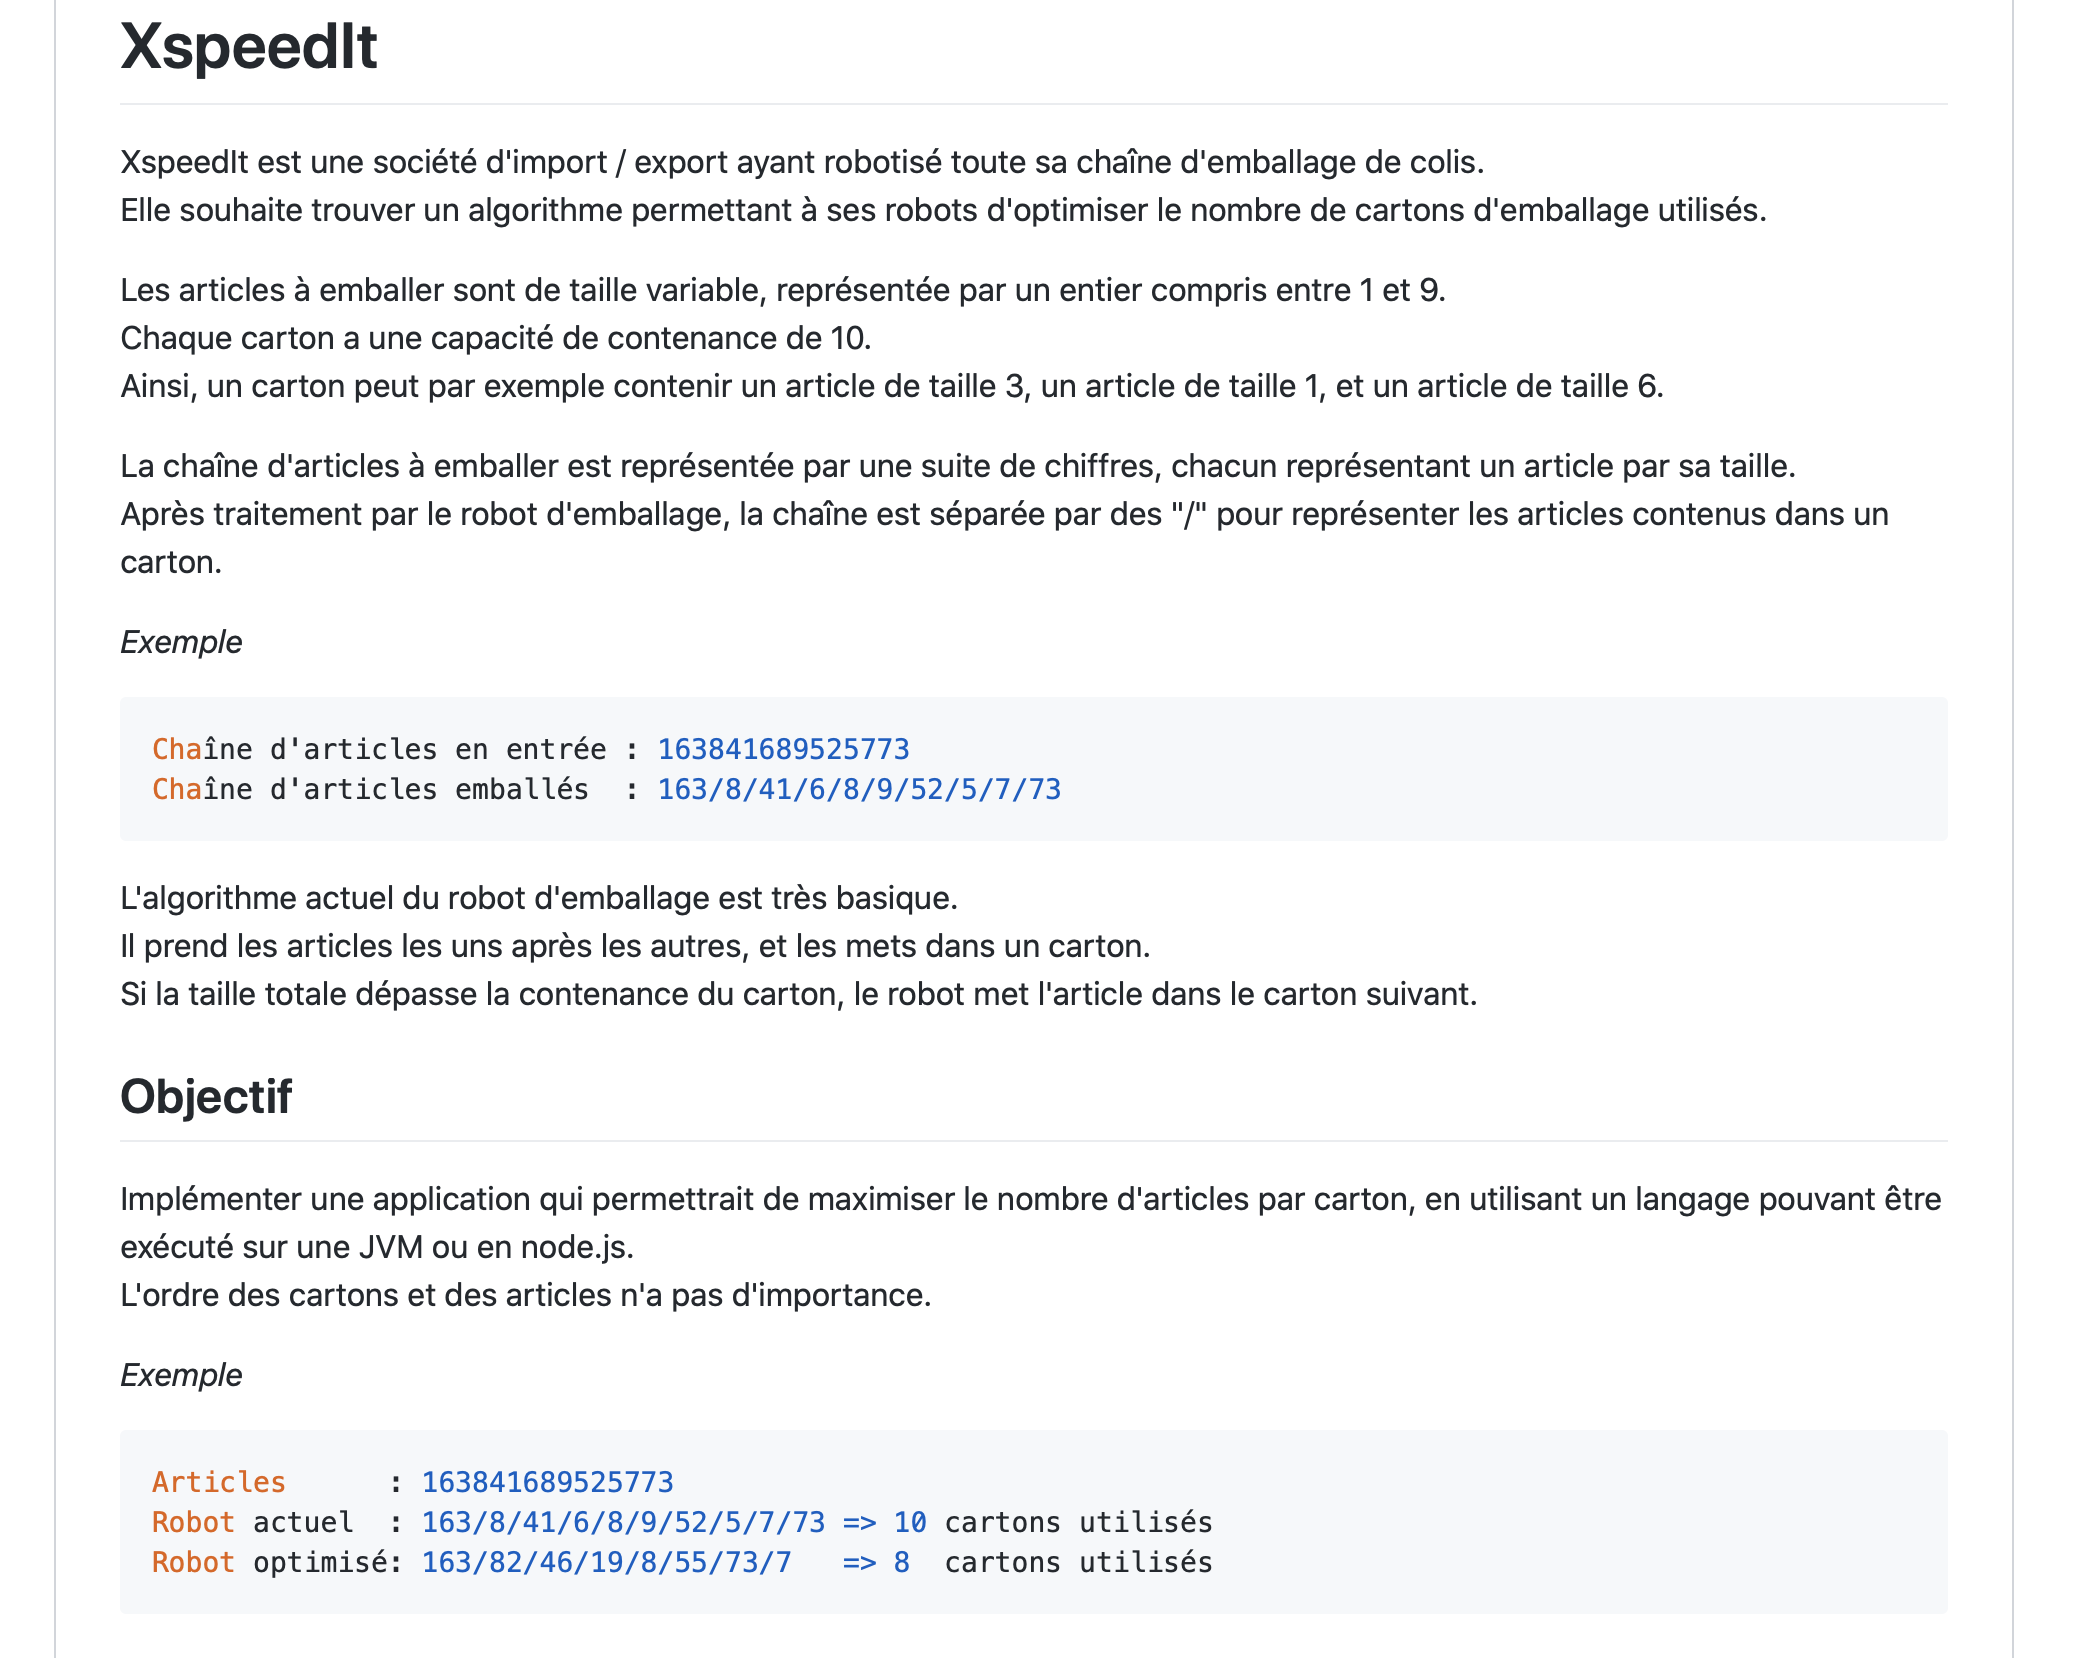 XspeedIt
XspeedIt est une société d'import / export ayant robotisé toute sa chaîne d'emballage de colis.
Elle souhaite trouver un algorithme permettant à ses robots d'optimiser le nombre de cartons d'emballage utilisés.
Les articles à emballer sont de taille variable, représentée par un entier compris entre 1 et 9.
Chaque carton a une capacité de contenance de 10.
Ainsi, un carton peut par exemple contenir un article de taille 3, un article de taille 1, et un article de taille 6.
La chaîne d'articles à emballer est représentée par une suite de chiffres, chacun représentant un article par sa taille.
Après traitement par le robot d'emballage, la chaîne est séparée par des "/" pour représenter les articles contenus dans un
carton.
Exemple
Chaîne d'articles en entrée : 163841689525773
Chaîne d'articles emballés  : 163/8/41/6/8/9/52/5/7/73
L'algorithme actuel du robot d'emballage est très basique.
Il prend les articles les uns après les autres, et les mets dans un carton.
Si la taille totale dépasse la contenance du carton, le robot met l'article dans le carton suivant.
Objectif
Implémenter une application qui permettrait de maximiser le nombre d'articles par carton, en utilisant un langage pouvant être
exécuté sur une JVM ou en node.js.
L'ordre des cartons et des articles n'a pas d'importance.
Exemple
Articles      : 163841689525773
Robot actuel  : 163/8/41/6/8/9/52/5/7/73 => 10 cartons utilisés
Robot optimisé: 163/82/46/19/8/55/73/7   => 8  cartons utilisés